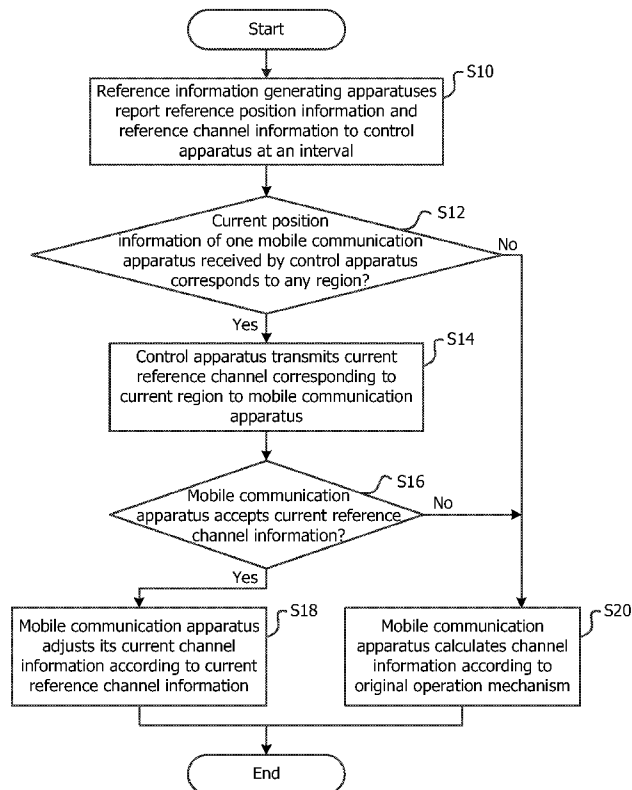 Start
S10
Reference information generating apparatuses
report reference position information and
reference channel information to control
apparatus at an interval
S12
Current position
information of one mobile communication
apparatus received by control apparatus
corresponds to any region?
No
Yes
S14
Control apparatus transmits current
reference channel corresponding to
current region to mobile communication
apparatus
S16
Mobile communication
apparatus accepts current reference
channel information?
No
Yes
S18
Mobile communication apparatus
adjusts its current channel
information according to current
reference channel information
S20
Mobile communication
apparatus calculates channel
information according to
original operation mechanism
End